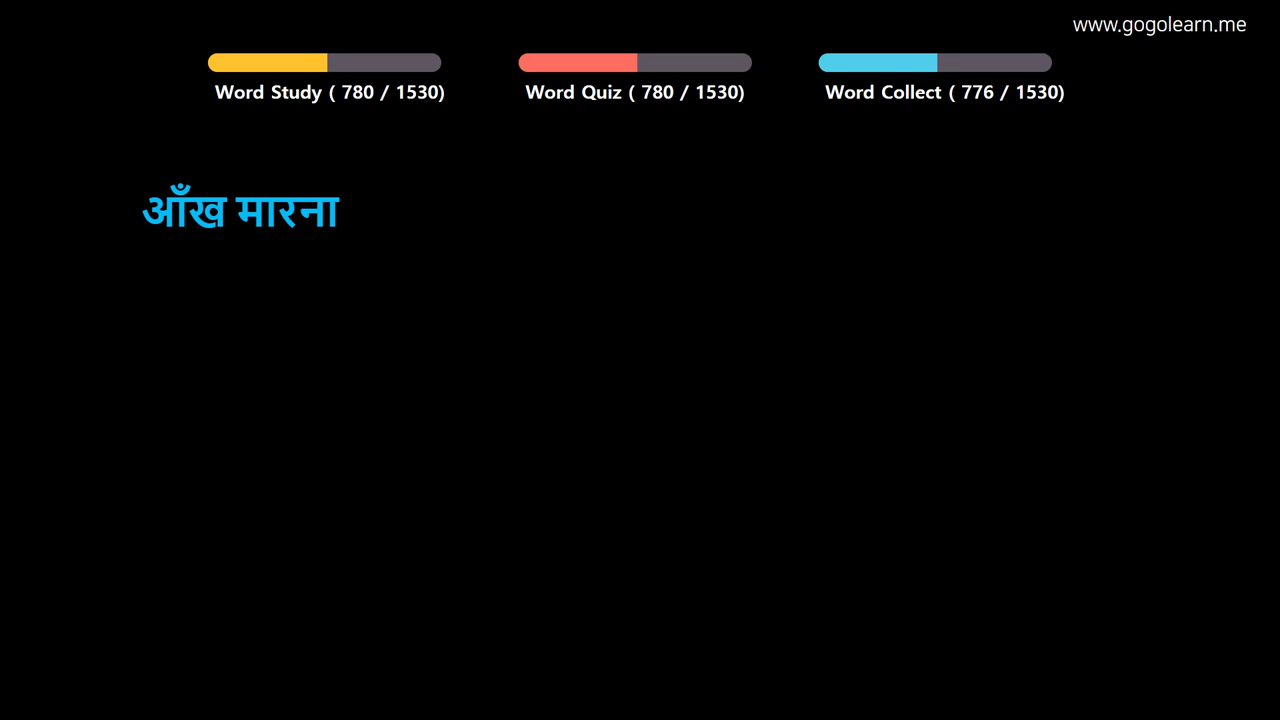 www.gogolearn.me
Word Study ( 780 / 1530)
Word Quiz ( 780 / 1530)
Word Collect ( 776 / 1530)
आँख मारना